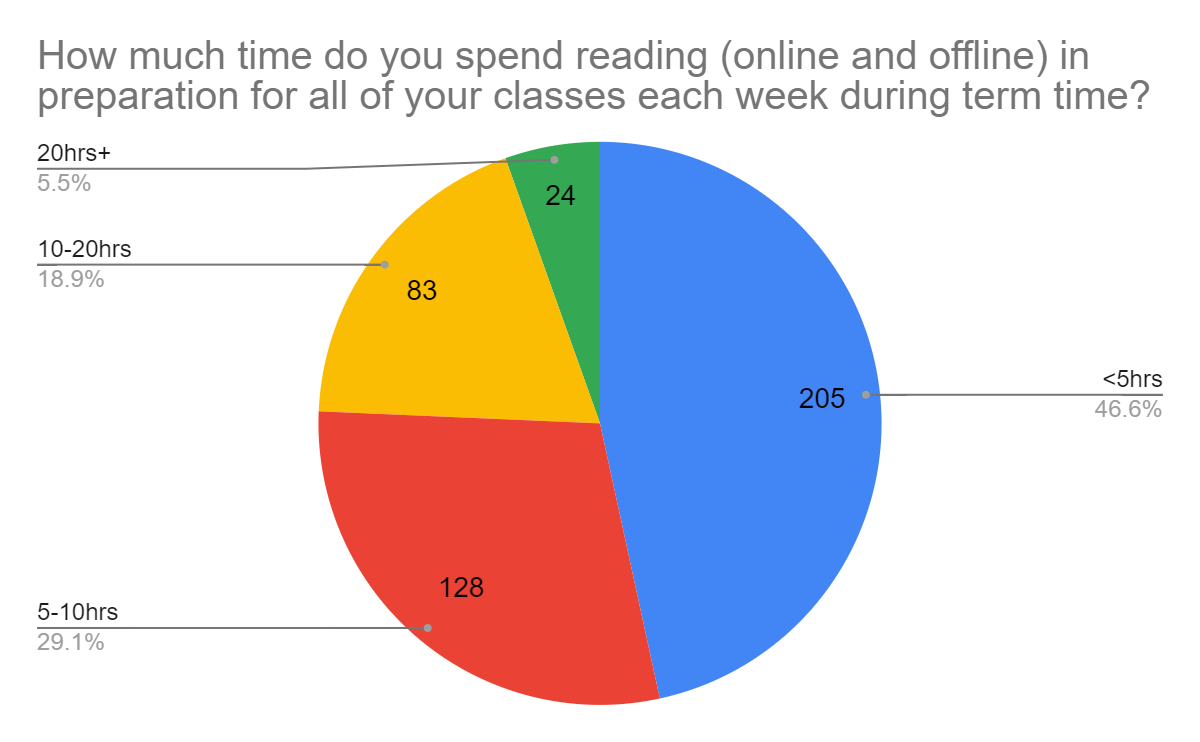 How much time do you spend reading (online and offline) in
preparation for all of your classes each week during term time?
20hrs+
5.5%
24
10-20hrs
18.9%
83
<5hrs
46.6%
205
5-10hrs
29.1%
128